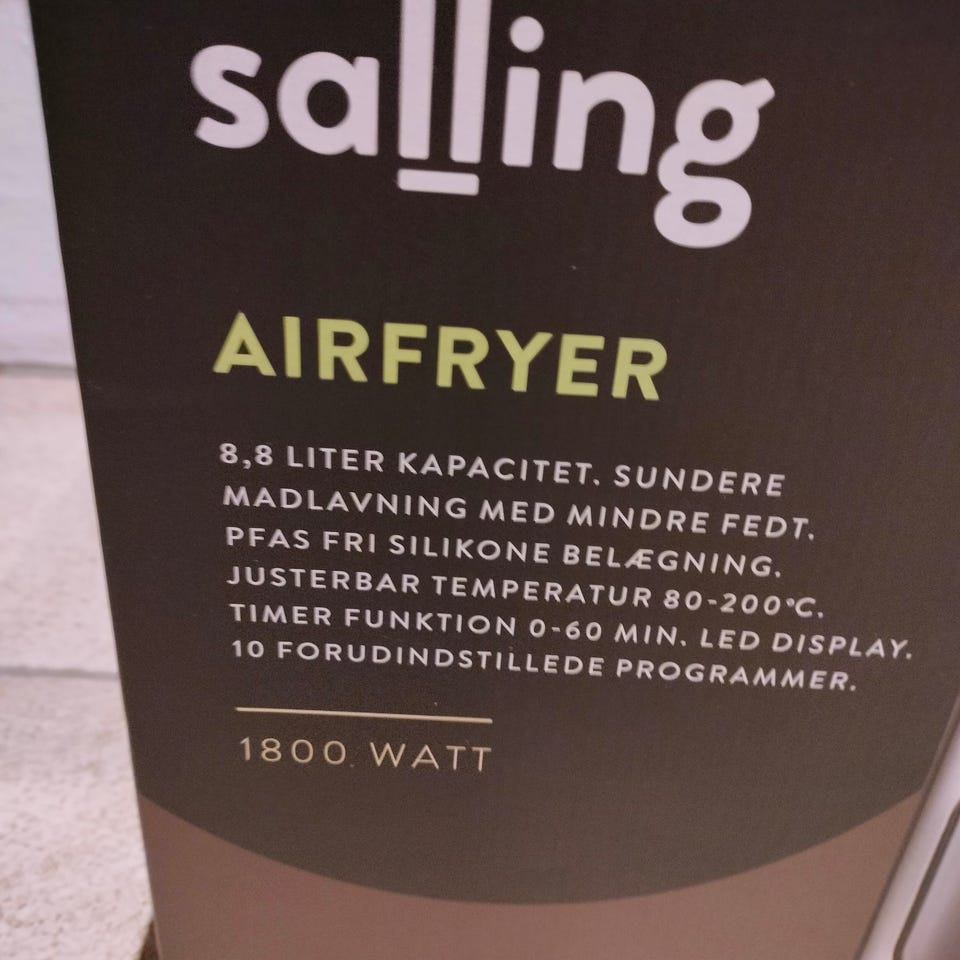 salling
AIRFRYER
8,8 LITER KAPACITET. SUNDERE
MADLAVNING MED MINDRE FEDT.
PFAS FRI SILIKONE BELÆGNING.
JUSTERBAR TEMPERATUR 80-200°C.
TIMER FUNKTION 0-60 MIN. LED DISPLAY.
10 FORUDINDSTILLEDE PROGRAMMER.
1800 WATT